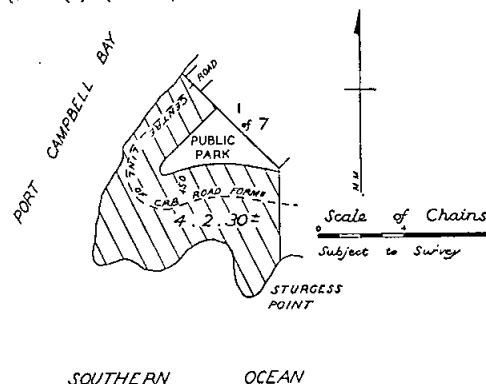 PORT CAMPBELL BAY
ROAD
1
of 7
PUBLIC
PARK
C.R.B. ROAD FORMN
4. 2. 30±
STURGESS
POINT
N.M.
Scale of Chains
0 4
Subject to Survey
SOUTHERN OCEAN